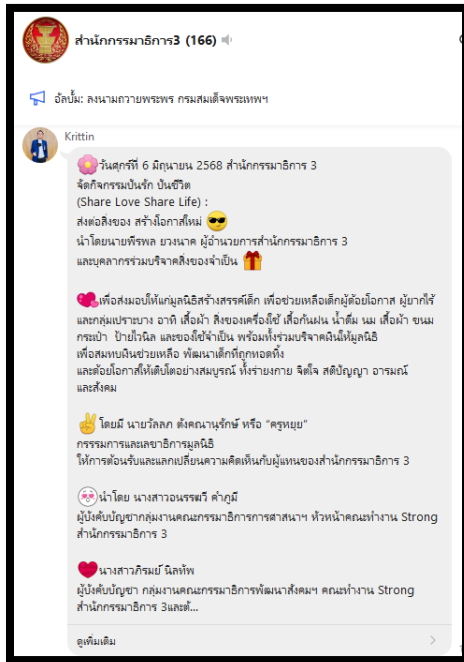 สำนักกรรมาธิการ3 (166)
อัลบั้ม: ลงนามถวายพระพร กรมสมเด็จพระเทพฯ
Krittin
วันศุกร์ที่ 6 มิถุนายน 2568 สำนักกรรมาธิการ 3
จัดกิจกรรมปันรัก ปันชีวิต
(Share Love Share Life) :
ส่งต่อสิ่งของ สร้างโอกาสใหม่
นำโดยนายพีรพล ยวงนาค ผู้อำนวยการสำนักกรรมาธิการ 3
และบุคลากรร่วมบริจาคสิ่งของจำเป็น
เพื่อส่งมอบให้แก่มูลนิธิสร้างสรรค์เด็ก เพื่อช่วยเหลือเด็กผู้ด้อยโอกาส ผู้ยากไร้
และกลุ่มเปราะบาง อาทิ เสื้อผ้า สิ่งของเครื่องใช้ เสื้อกันฝน น้ำดื่ม นม เสื้อผ้า ขนม
กระเป๋า ป้ายไวนิล และของใช้จำเป็น พร้อมทั้งร่วมบริจาคเงินให้มูลนิธิ
เพื่อสมทบเงินช่วยเหลือ พัฒนาเด็กที่ถูกทอดทิ้ง
และด้อยโอกาสให้เติบโตอย่างสมบูรณ์ ทั้งร่างกาย จิตใจ สติปัญญา อารมณ์
และสังคม
โดยมี นายวัลลภ ตังคณานุรักษ์ หรือ “ครูหยุย”
กรรรมการและเลขาธิการมูลนิธิ
ให้การต้อนรับและแลกเปลี่ยนความคิดเห็นกับผู้แทนของสำนักกรรมาธิการ 3
นำโดย นางสาวอนรรฆวี คำภูมี
ผู้บังคับบัญชากลุ่มงานคณะกรรมาธิการการศาสนาฯ หัวหน้าคณะทำงาน Strong
สำนักกรรมาธิการ 3
นางสาวภิรมย์ นิลทัพ
ผู้บังคับบัญชา กลุ่มงานคณะกรรมาธิการพัฒนาสังคมฯ คณะทำงาน Strong
สำนักกรรมาธิการ 3และตั...
ดูเพิ่มเติม